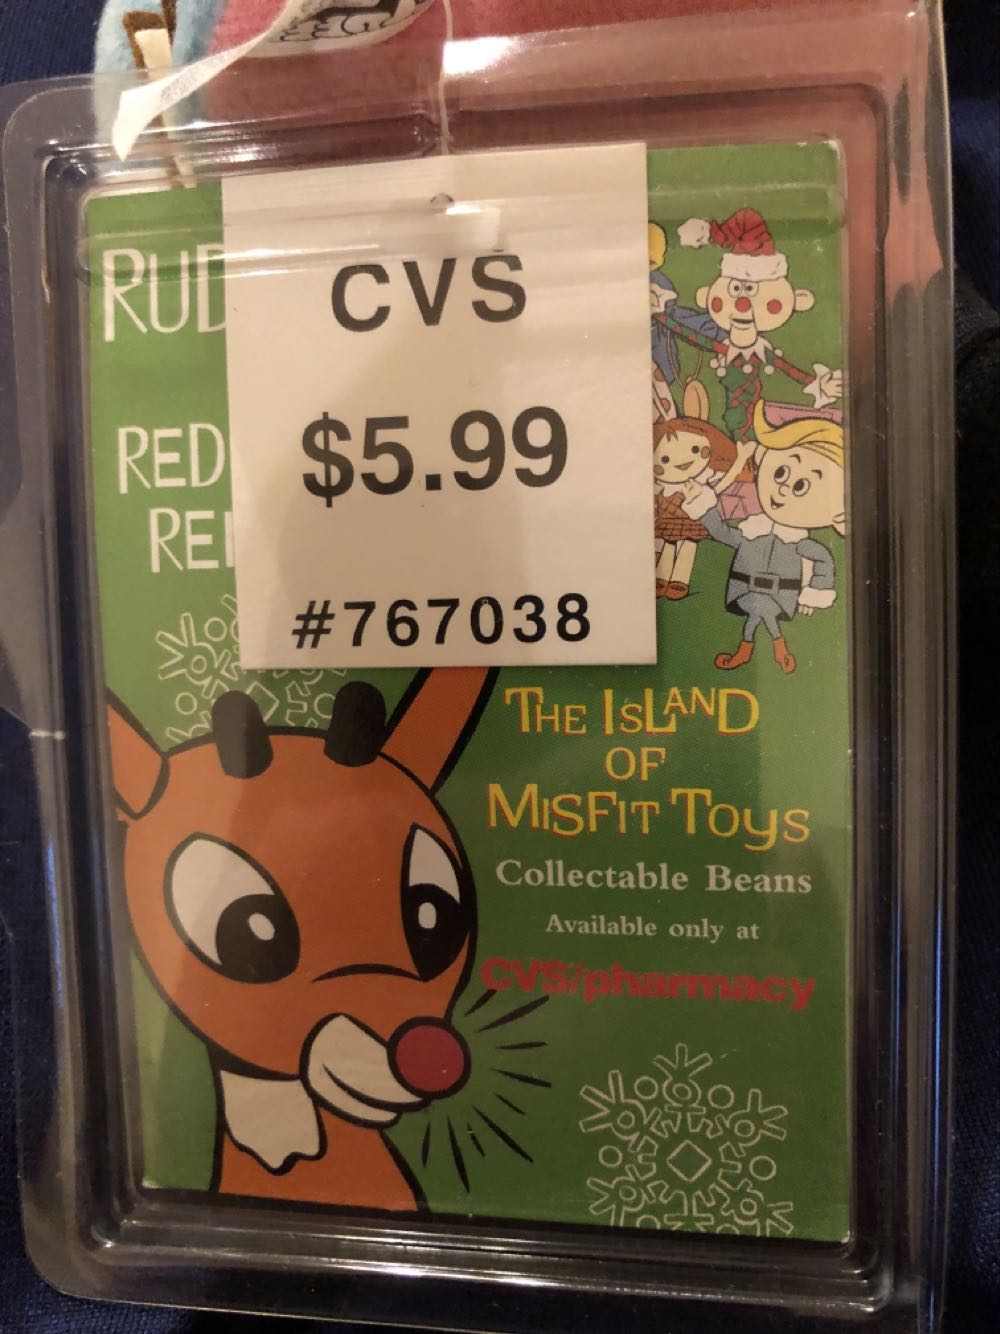 CVS
$5.99
#767038
RUD
RED
REI
THE ISLAND
OF
MISFIT TOYS
Collectable Beans
Available only at
CVS/pharmacy